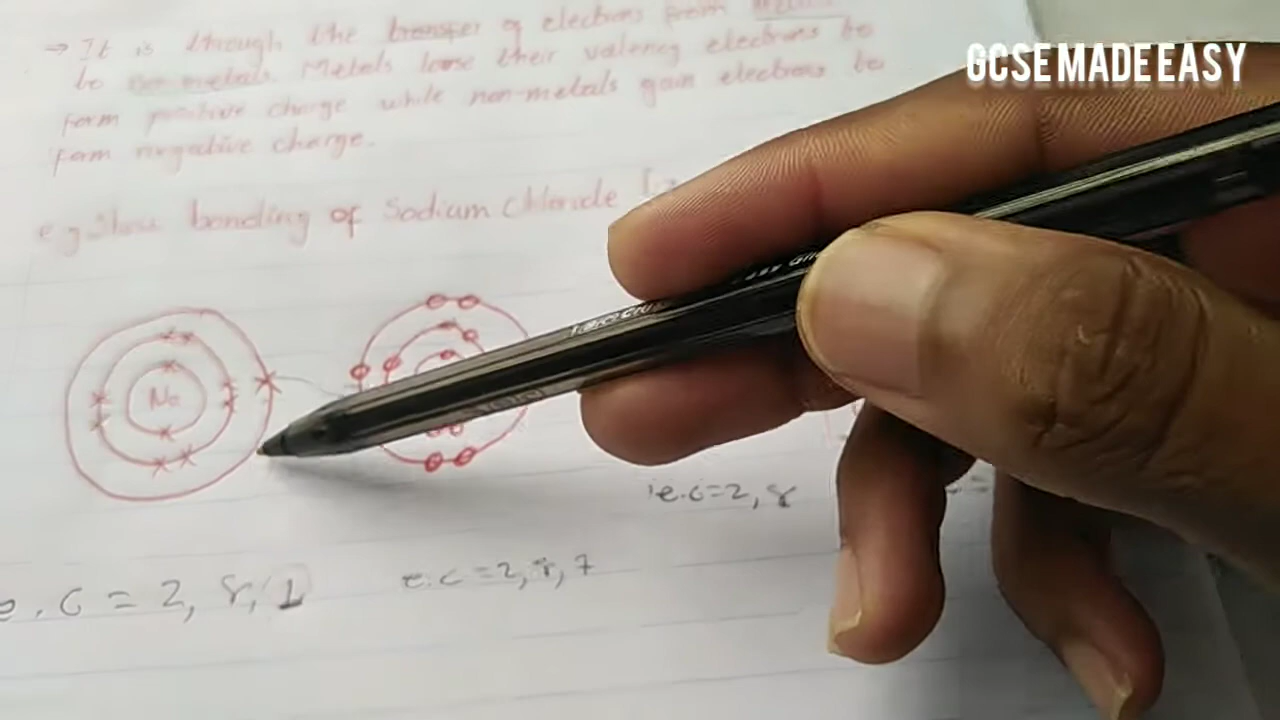 → It is through the transfer of electrons from
to non-metals. Metals loose their valency electrons to
form positive charge while non-metals gain electrons to
form negative charge.
e.g Show bonding of Sodium Chloride
Na
e.c = 2, 8
e.c = 2, 8, 7
e.c = 2, 8, 1
GCSE MADE EASY